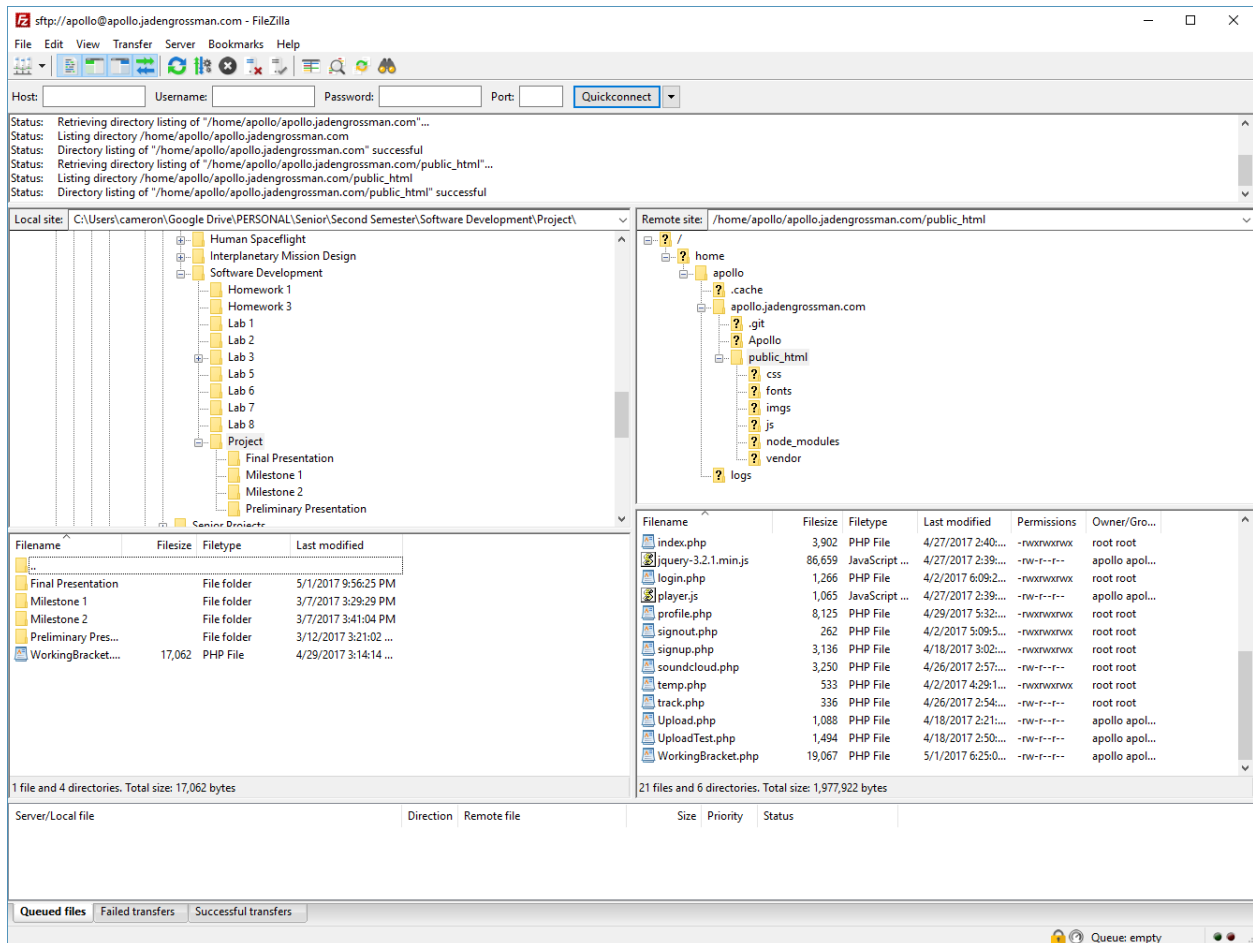 sftp://apollo@apollo.jadengrossman.com - FileZilla
File Edit View Transfer Server Bookmarks Help
Host: Username: Password: Port: Quickconnect
Status: Retrieving directory listing of "/home/apollo/apollo.jadengrossman.com"...
Status: Listing directory /home/apollo/apollo.jadengrossman.com
Status: Directory listing of "/home/apollo/apollo.jadengrossman.com" successful
Status: Retrieving directory listing of "/home/apollo/apollo.jadengrossman.com/public_html"...
Status: Listing directory /home/apollo/apollo.jadengrossman.com/public_html
Status: Directory listing of "/home/apollo/apollo.jadengrossman.com/public_html" successful
Local site: C:\Users\cameron\Google Drive\PERSONAL\Senior\Second Semester\Software Development\Project\
Human Spaceflight
Interplanetary Mission Design
Software Development
Homework 1
Homework 3
Lab 1
Lab 2
Lab 3
Lab 5
Lab 6
Lab 7
Lab 8
Project
Final Presentation
Milestone 1
Milestone 2
Preliminary Presentation
Senior Projects
Filename Filesize Filetype Last modified
..
Final Presentation File folder 5/1/2017 9:56:25 PM
Milestone 1 File folder 3/7/2017 3:29:29 PM
Milestone 2 File folder 3/7/2017 3:41:04 PM
Preliminary Pres... File folder 3/12/2017 3:21:02 ...
WorkingBracket.... 17,062 PHP File 4/29/2017 3:14:14 ...
1 file and 4 directories. Total size: 17,062 bytes
Remote site: /home/apollo/apollo.jadengrossman.com/public_html
/
home
apollo
.cache
apollo.jadengrossman.com
.git
Apollo
public_html
css
fonts
imgs
js
node_modules
vendor
logs
Filename Filesize Filetype Last modified Permissions Owner/Gro...
index.php 3,902 PHP File 4/27/2017 2:40:... -rwxrwxrwx root root
jquery-3.2.1.min.js 86,659 JavaScript ... 4/27/2017 2:39:... -rw-r--r-- apollo apol...
login.php 1,266 PHP File 4/2/2017 6:09:2... -rwxrwxrwx root root
player.js 1,065 JavaScript ... 4/27/2017 2:39:... -rw-r--r-- apollo apol...
profile.php 8,125 PHP File 4/29/2017 5:32:... -rwxrwxrwx root root
signout.php 262 PHP File 4/2/2017 5:09:5... -rwxrwxrwx root root
signup.php 3,136 PHP File 4/18/2017 3:02:... -rwxrwxrwx root root
soundcloud.php 3,250 PHP File 4/26/2017 2:57:... -rw-r--r-- root root
temp.php 533 PHP File 4/2/2017 4:29:1... -rwxrwxrwx root root
track.php 336 PHP File 4/26/2017 2:54:... -rw-r--r-- root root
Upload.php 1,088 PHP File 4/18/2017 2:21:... -rw-r--r-- apollo apol...
UploadTest.php 1,494 PHP File 4/18/2017 2:50:... -rw-r--r-- apollo apol...
WorkingBracket.php 19,067 PHP File 5/1/2017 6:25:0... -rw-r--r-- apollo apol...
21 files and 6 directories. Total size: 1,977,922 bytes
Server/Local file Direction Remote file Size Priority Status
Queued files Failed transfers Successful transfers
Queue: empty